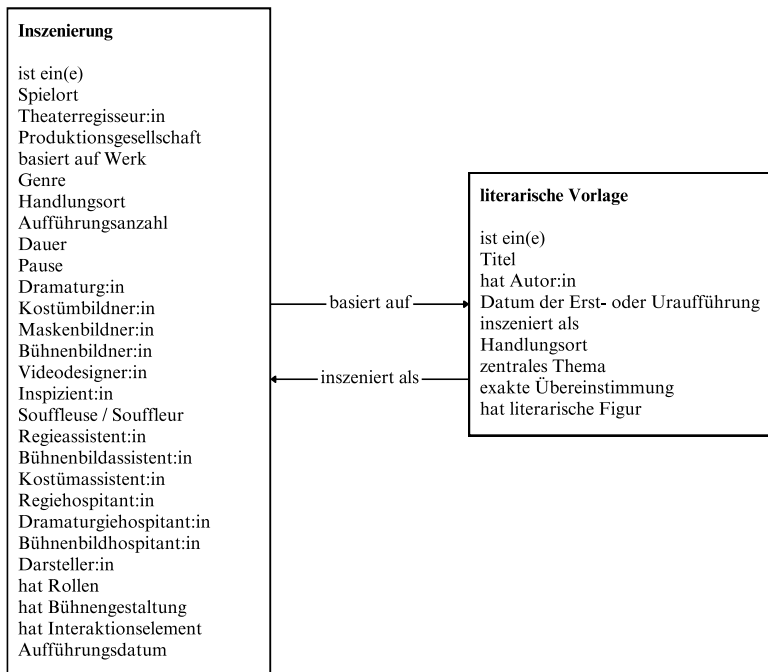 Inszenierung
ist ein(e)
Spielort
Theaterregisseur:in
Produktionsgesellschaft
basiert auf Werk
Genre
Handlungsort
Aufführungsanzahl
Dauer
Pause
Dramaturg:in
Kostümbildner:in
Maskenbildner:in
Bühnenbildner:in
Videodesigner:in
Inspizient:in
Souffleuse / Souffleur
Regieassistent:in
Bühnenbildassistent:in
Kostümassistent:in
Regiehospitant:in
Dramaturgiehospitant:in
Bühnenbildhospitant:in
Darsteller:in
hat Rollen
hat Bühnengestaltung
hat Interaktionselement
Aufführungsdatum
basiert auf
inszeniert als
literarische Vorlage
ist ein(e)
Titel
hat Autor:in
Datum der Erst- oder Uraufführung
inszeniert als
Handlungsort
zentrales Thema
exakte Übereinstimmung
hat literarische Figur